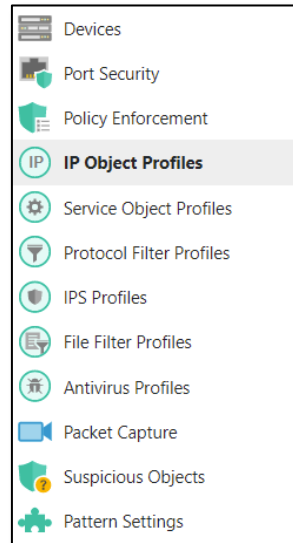 Devices
Port Security
Policy Enforcement
IP IP Object Profiles
Service Object Profiles
Protocol Filter Profiles
IPS Profiles
File Filter Profiles
Antivirus Profiles
Packet Capture
? Suspicious Objects
Pattern Settings